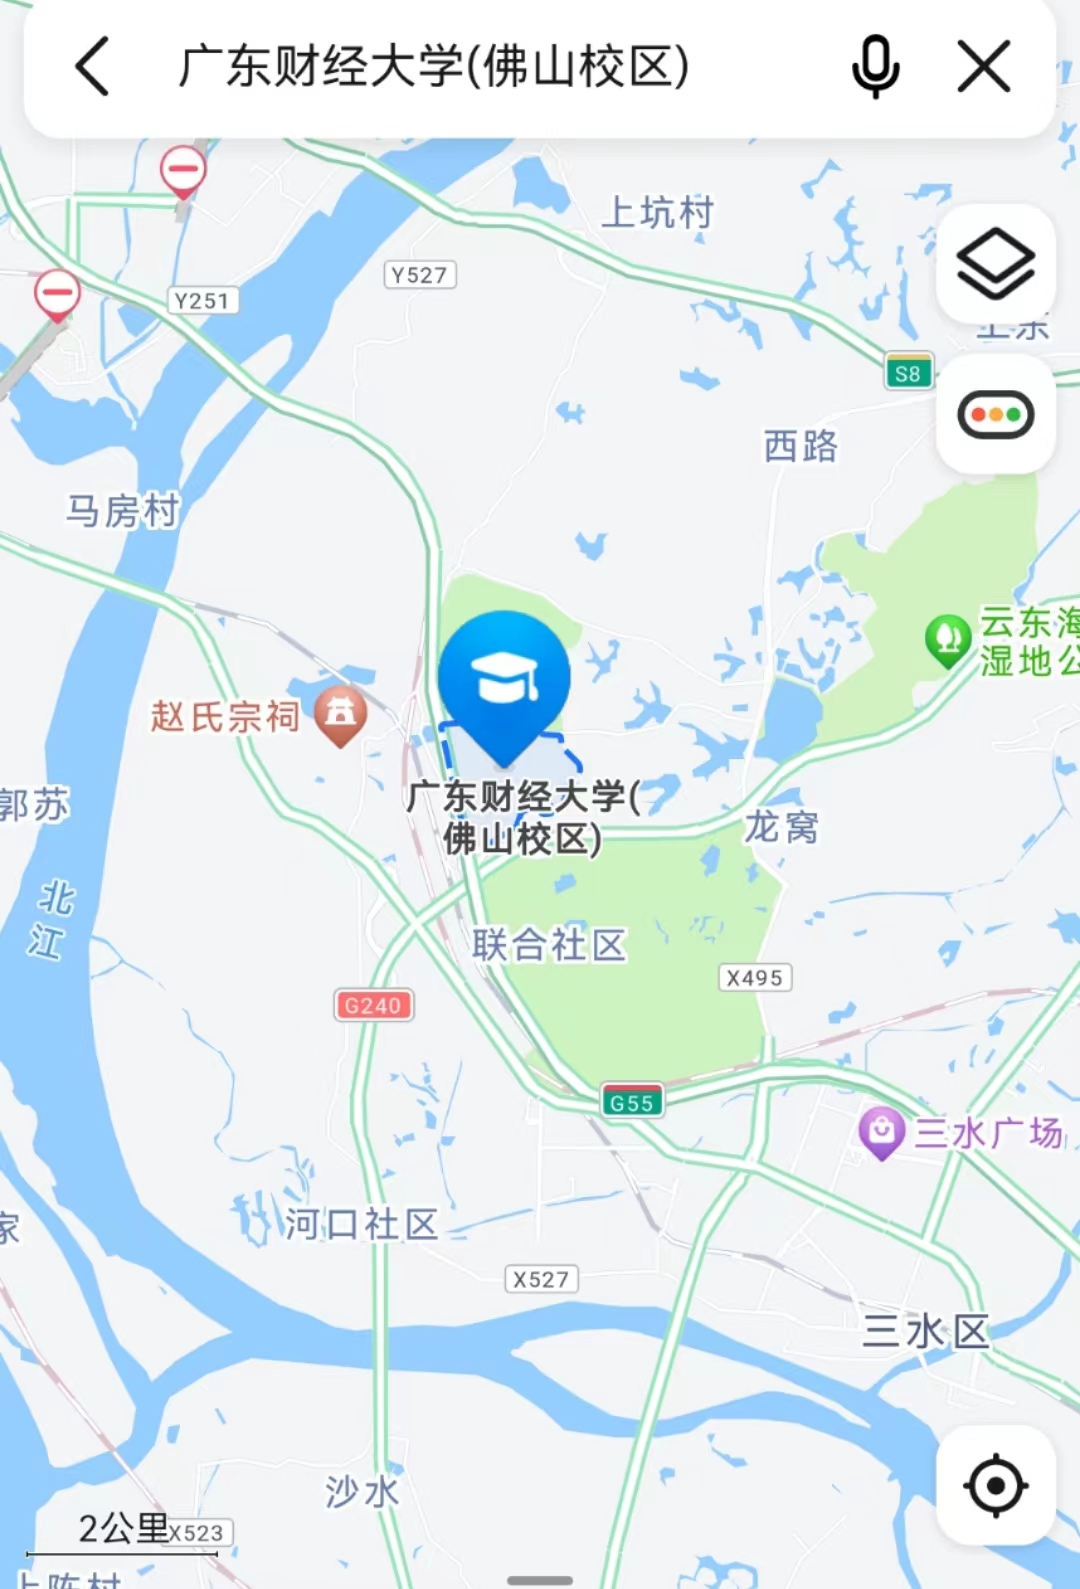 广东财经大学(佛山校区)
上坑村
Y527
Y251
S8
西路
马房村
云东海
湿地公
赵氏宗祠
广东财经大学(
佛山校区)
郭苏
龙窝
北
江
联合社区
X495
G240
G55
三水广场
家
河口社区
X527
三水区
沙水
2公里
X523
上陈村